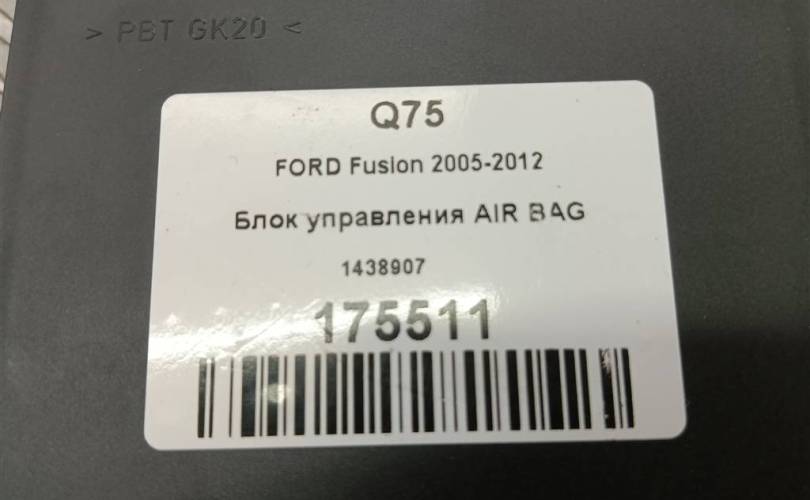 > PBT GK20 <
Q75
FORD Fusion 2005-2012
Блок управления AIR BAG
1438907
175511